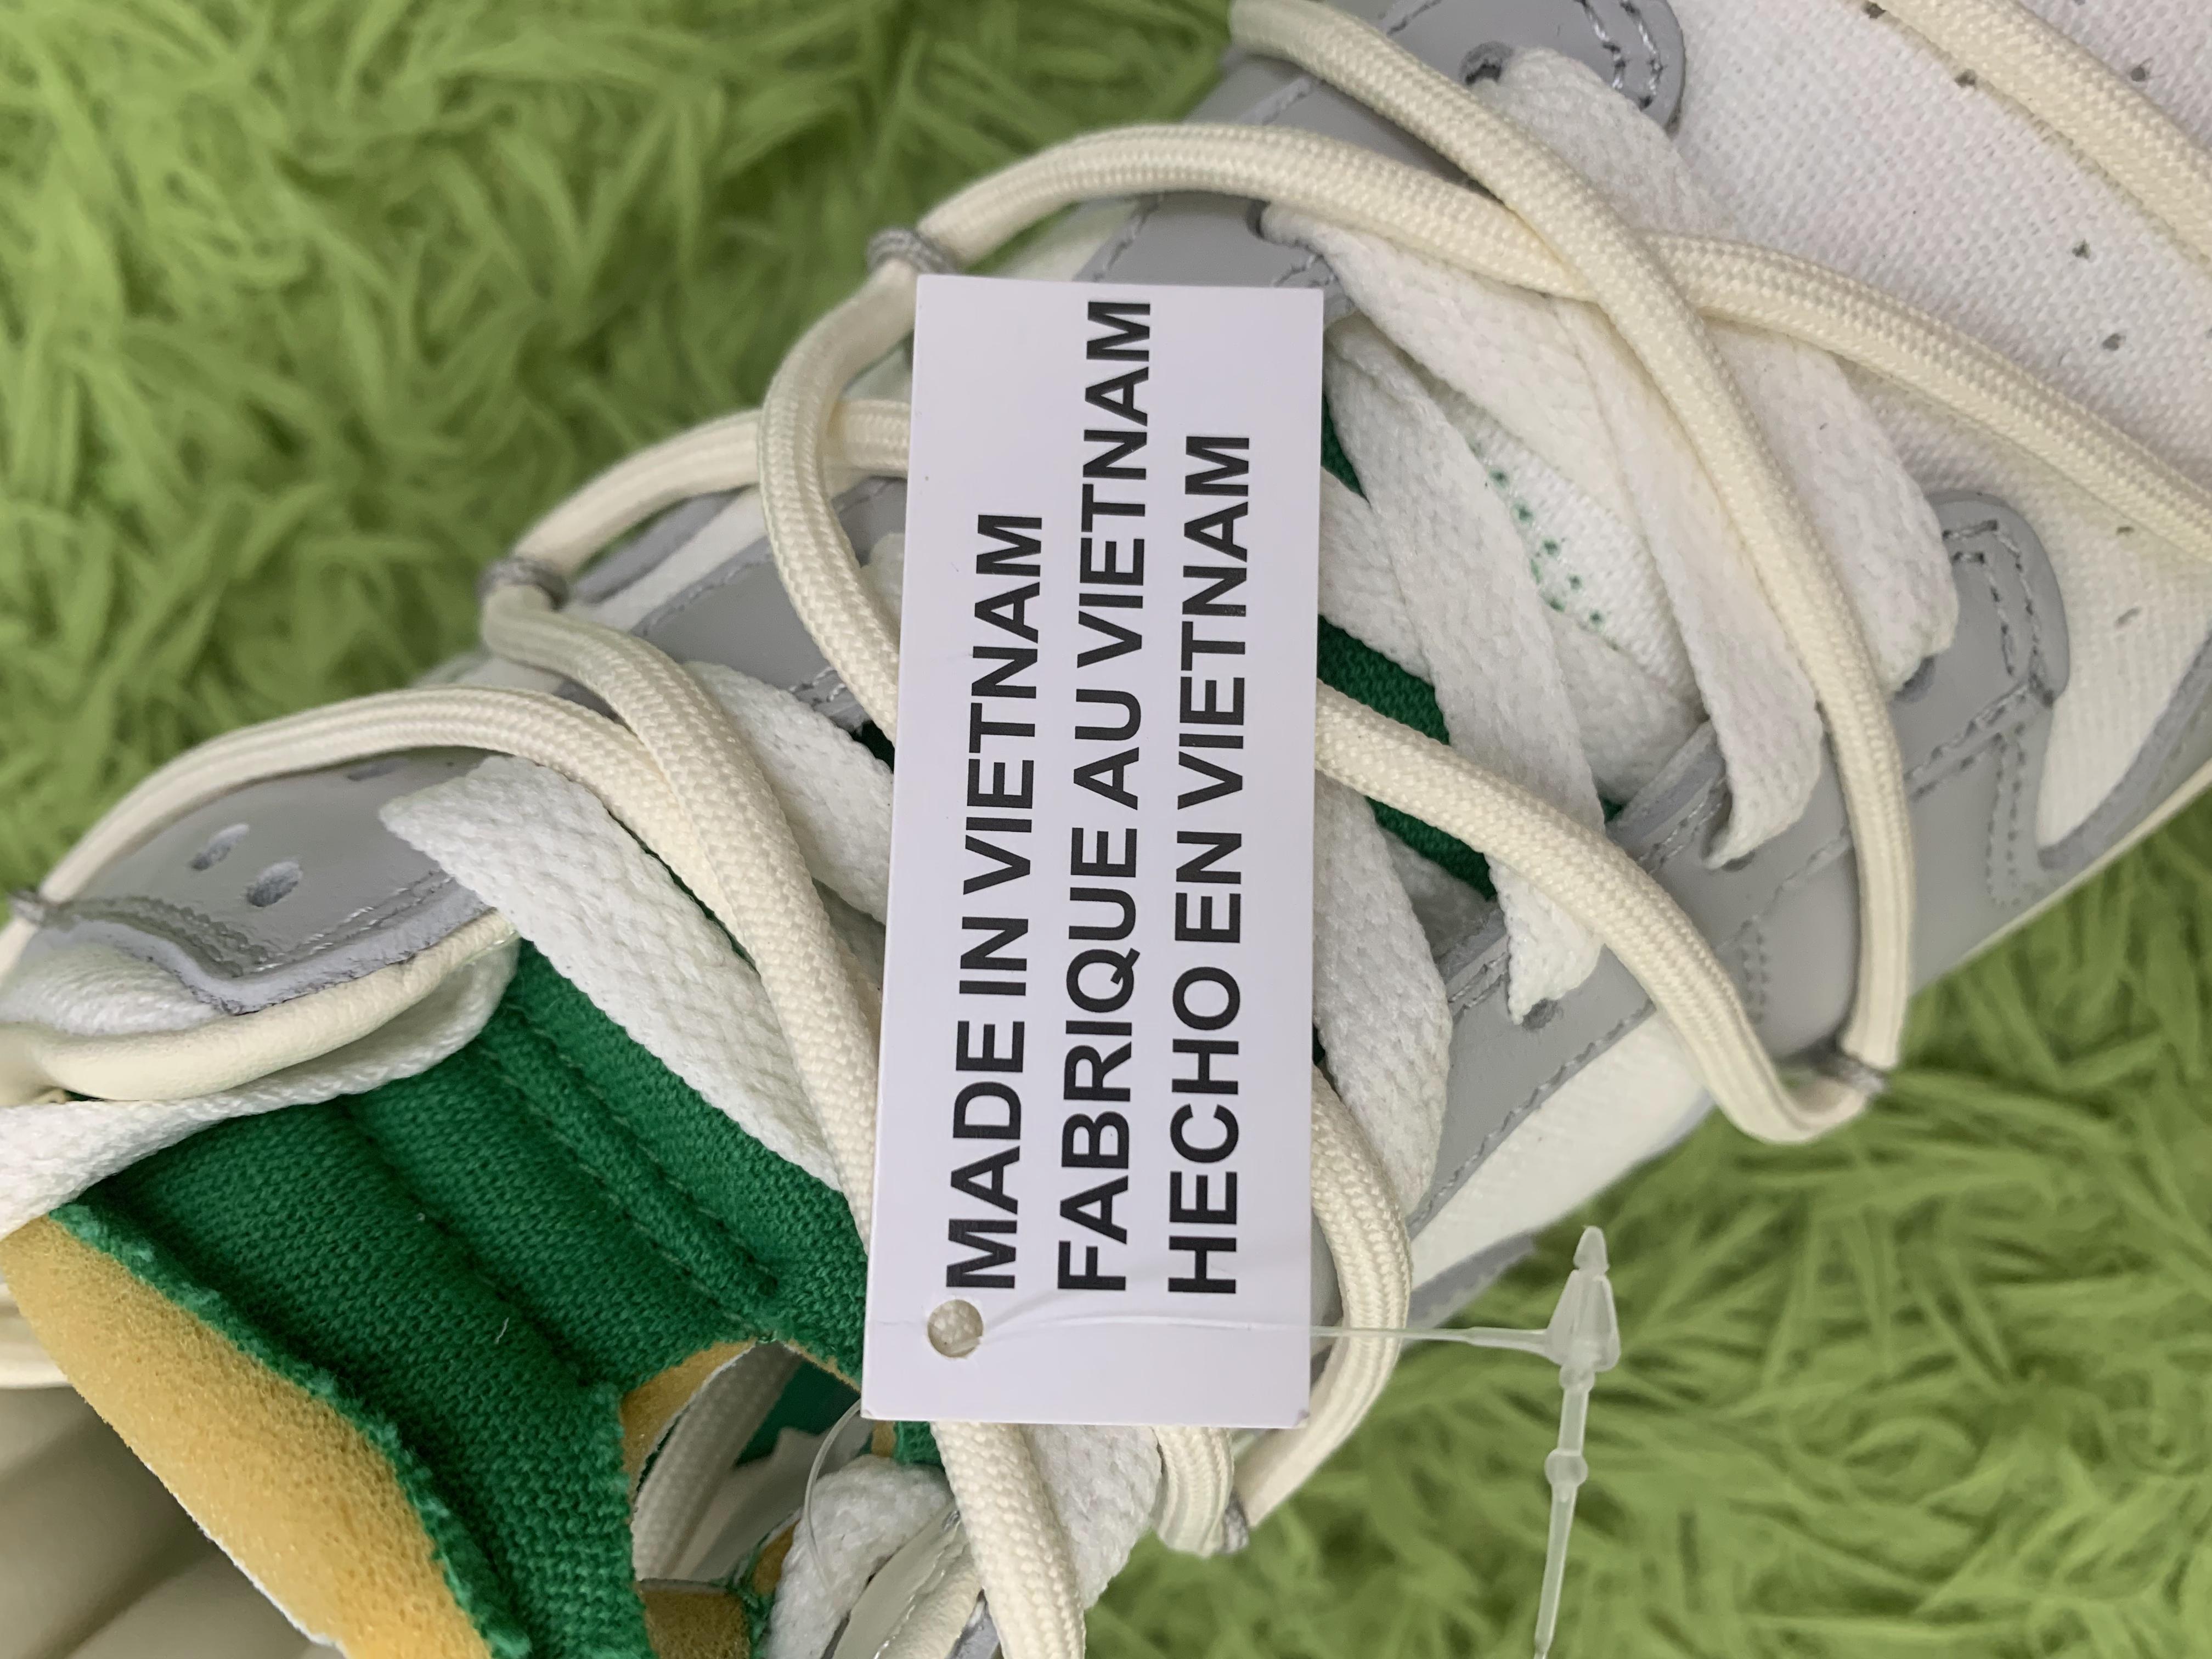 MADE IN VIETNAM
FABRIQUE AU VIETNAM
HECHO EN VIETNAM